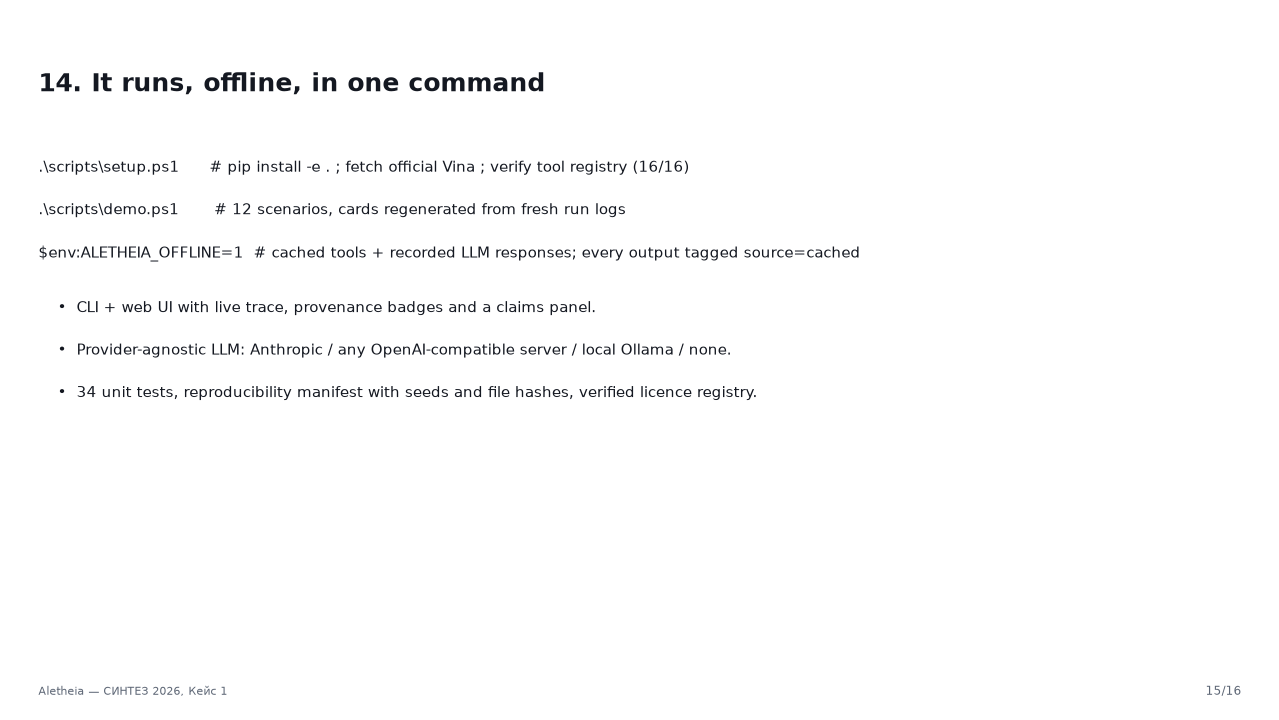 14. It runs, offline, in one command
.\scripts\setup.ps1 # pip install -e . ; fetch official Vina ; verify tool registry (16/16)
.\scripts\demo.ps1 # 12 scenarios, cards regenerated from fresh run logs
$env:ALETHEIA_OFFLINE=1 # cached tools + recorded LLM responses; every output tagged source=cached
• CLI + web UI with live trace, provenance badges and a claims panel.
• Provider-agnostic LLM: Anthropic / any OpenAI-compatible server / local Ollama / none.
• 34 unit tests, reproducibility manifest with seeds and file hashes, verified licence registry.
Aletheia — СИНТЕЗ 2026, Кейс 1
15/16